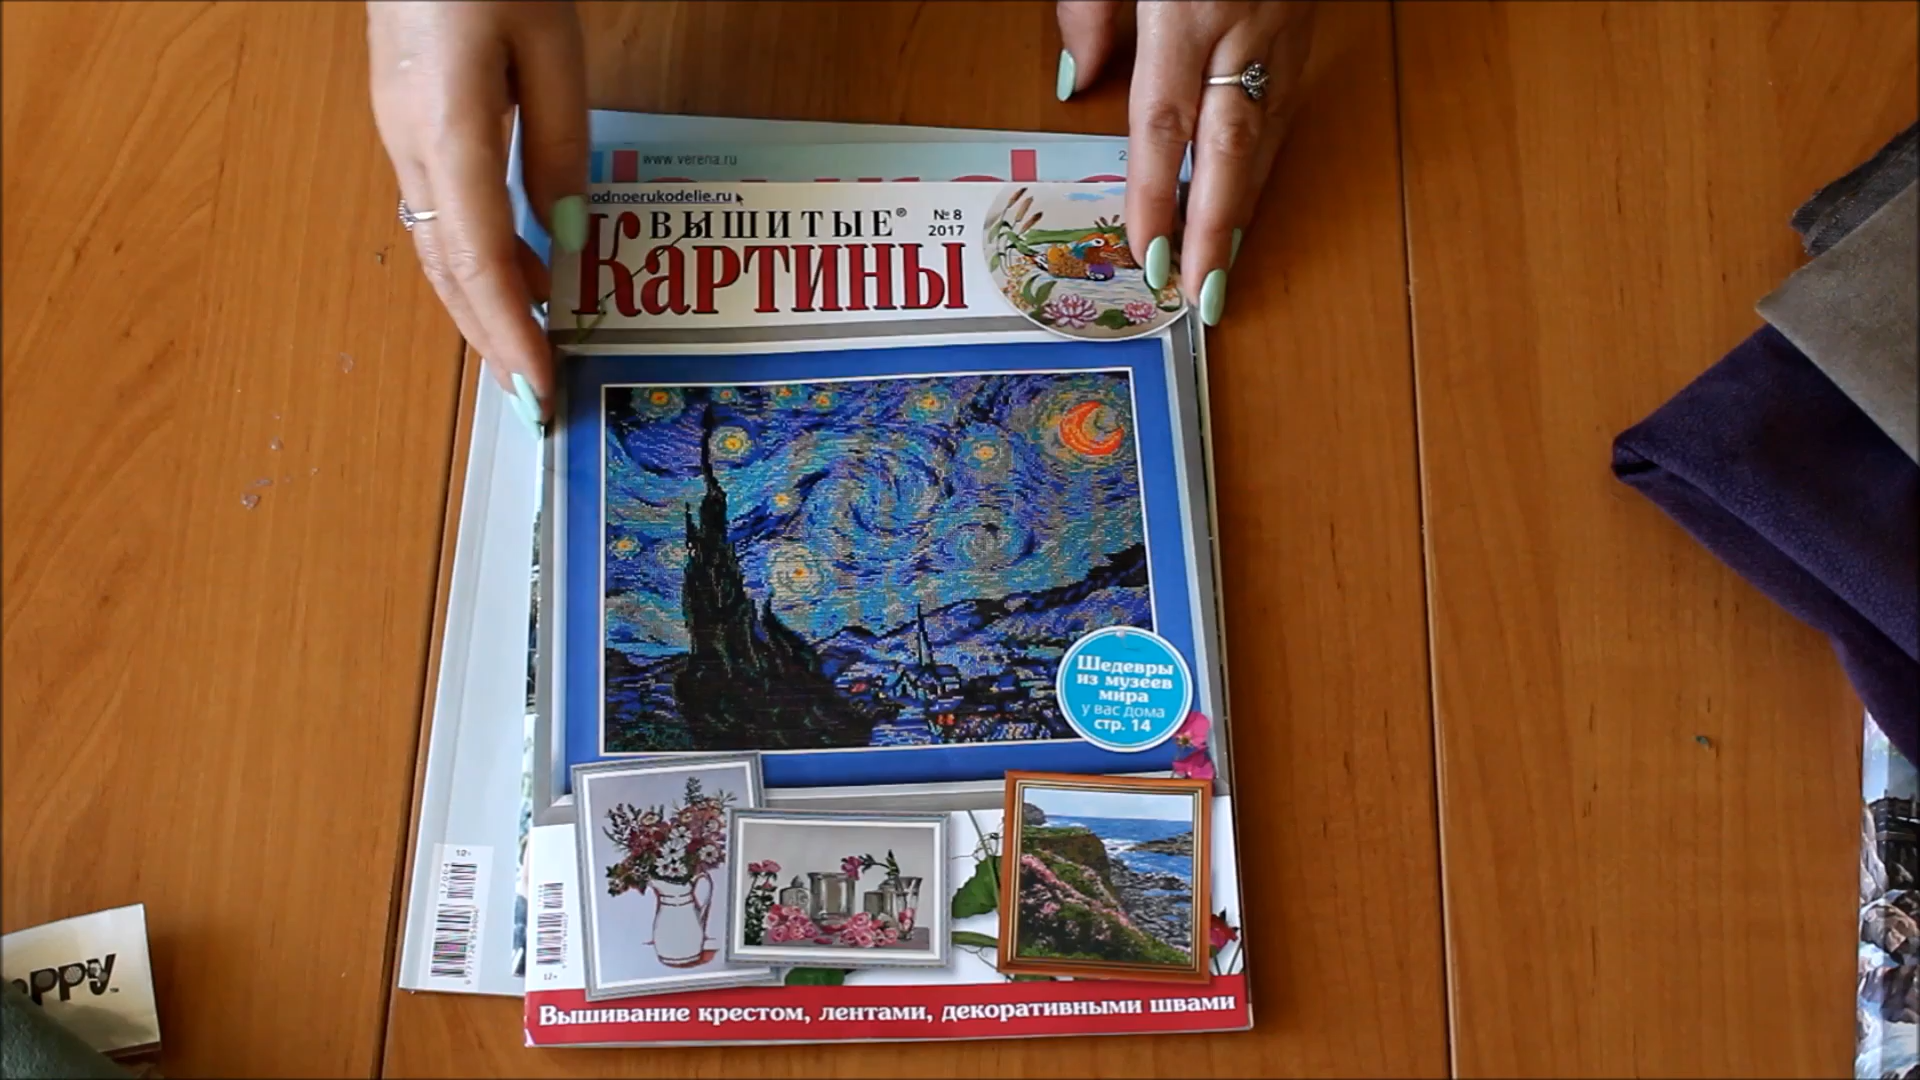 www.verena.ru
odnoerukodelie.ru
ВЫШИТЫЕ®
№ 8
2017
Картины
Шедевры
из музеев
мира
у вас дома
стр. 14
12+
12+
Вышивание крестом, лентами, декоративными швами
ppy™